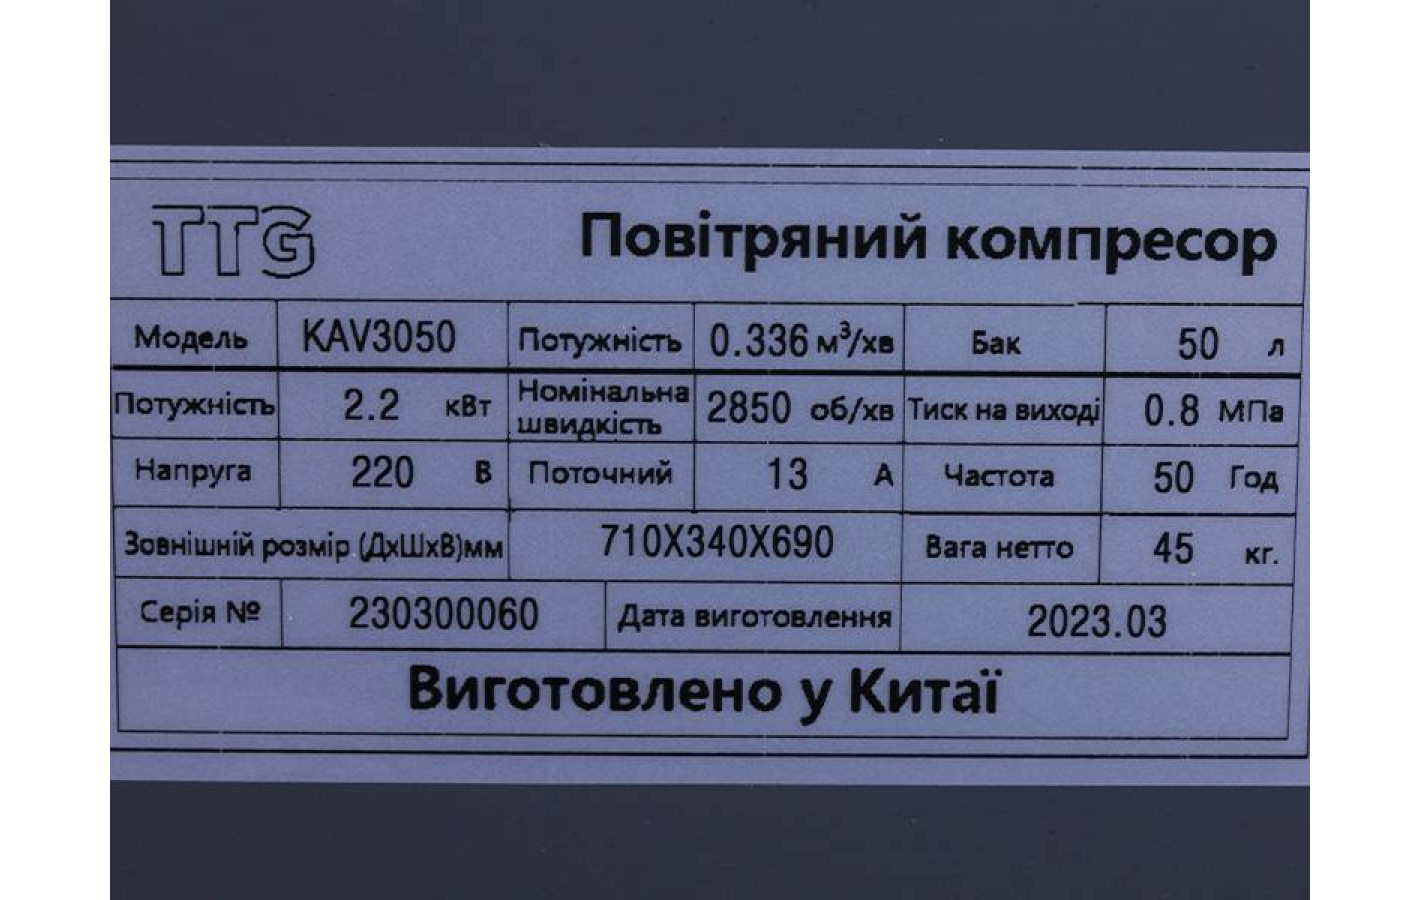 TTG Повітряний компресор
Модель KAV3050 Потужність 0.336 м³/хв Бак 50 л
Потужність 2.2 кВт Номінальна швидкість 2850 об/хв Тиск на виході 0.8 МПа
Напруга 220 В Поточний 13 А Частота 50 Год
Зовнішній розмір (ДхШхВ)мм 710X340X690 Вага нетто 45 кг.
Серія № 230300060 Дата виготовлення 2023.03
Виготовлено у Китаї